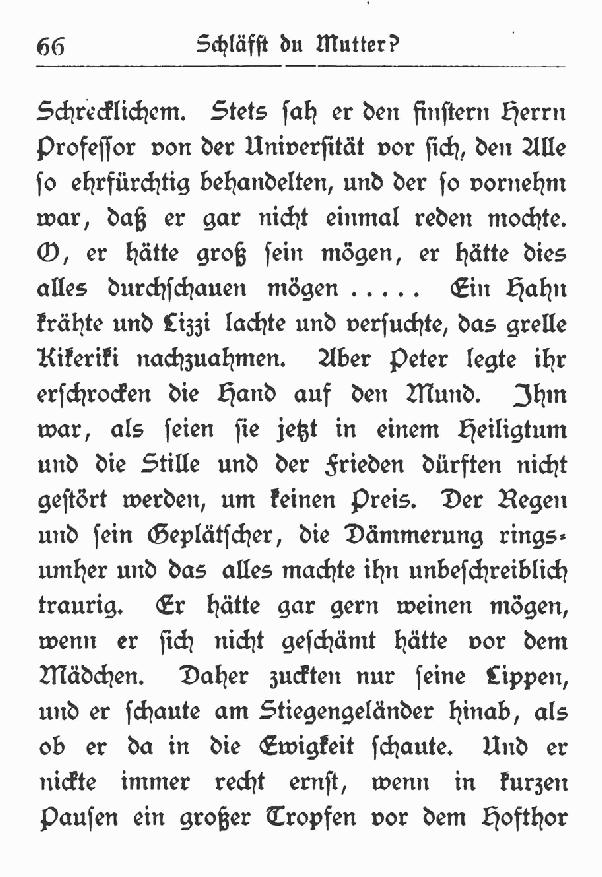 66 Schläfst du Mutter?
Schrecklichem. Stets sah er den finstern Herrn
Professor von der Universität vor sich, den Alle
so ehrfürchtig behandelten, und der so vornehm
war, daß er gar nicht einmal reden mochte.
O, er hätte groß sein mögen, er hätte dies
alles durchschauen mögen ..... Ein Hahn
krähte und Lizzi lachte und versuchte, das grelle
Kikeriki nachzuahmen. Aber Peter legte ihr
erschrocken die Hand auf den Mund. Ihm
war, als seien sie jetzt in einem Heiligtum
und die Stille und der Frieden dürften nicht
gestört werden, um keinen Preis. Der Regen
und sein Geplätscher, die Dämmerung rings-
umher und das alles machte ihn unbeschreiblich
traurig. Er hätte gar gern weinen mögen,
wenn er sich nicht geschämt hätte vor dem
Mädchen. Daher zuckten nur seine Lippen,
und er schaute am Stiegengeländer hinab, als
ob er da in die Ewigkeit schaute. Und er
nickte immer recht ernst, wenn in kurzen
Pausen ein großer Tropfen vor dem Hofthor